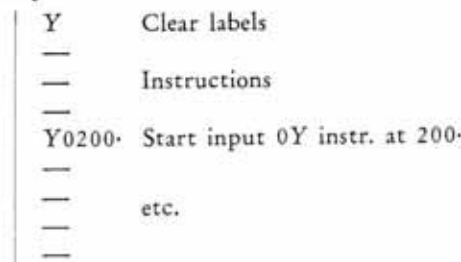 Y Clear labels
—
— Instructions
—
Y0200· Start input 0Y instr. at 200·
—
—
— etc.
—